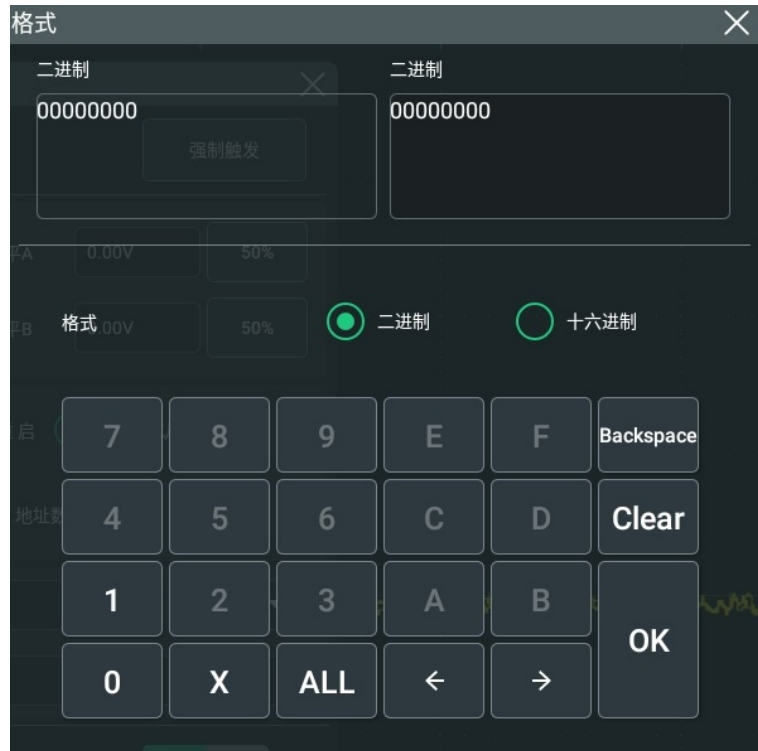 格式
二进制 二进制
00000000 00000000
强制触发
平A 0.00V 50%
平B 0.00V 50%
格式 二进制 十六进制
启
7 8 9 E F Backspace
地址数
4 5 6 C D Clear
1 2 3 A B
OK
0 X ALL ← →